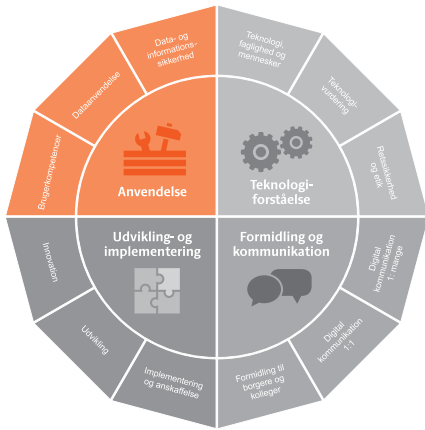 Data- og
informations-
sikkerhed
Dataanvendelse
Brugerkompetencer
Anvendelse
Teknologi,
faglighed og
mennesker
Teknologi-
vurdering
Retssikkerhed
og etik
Teknologi-
forståelse
Udvikling- og
implementering
Innovation
Udvikling
Implementering
og anskaffelse
Formidling og
kommunikation
Digital
kommunikation
1: mange
Digital
kommunikation
1:1
Formidling til
borgere og
kolleger